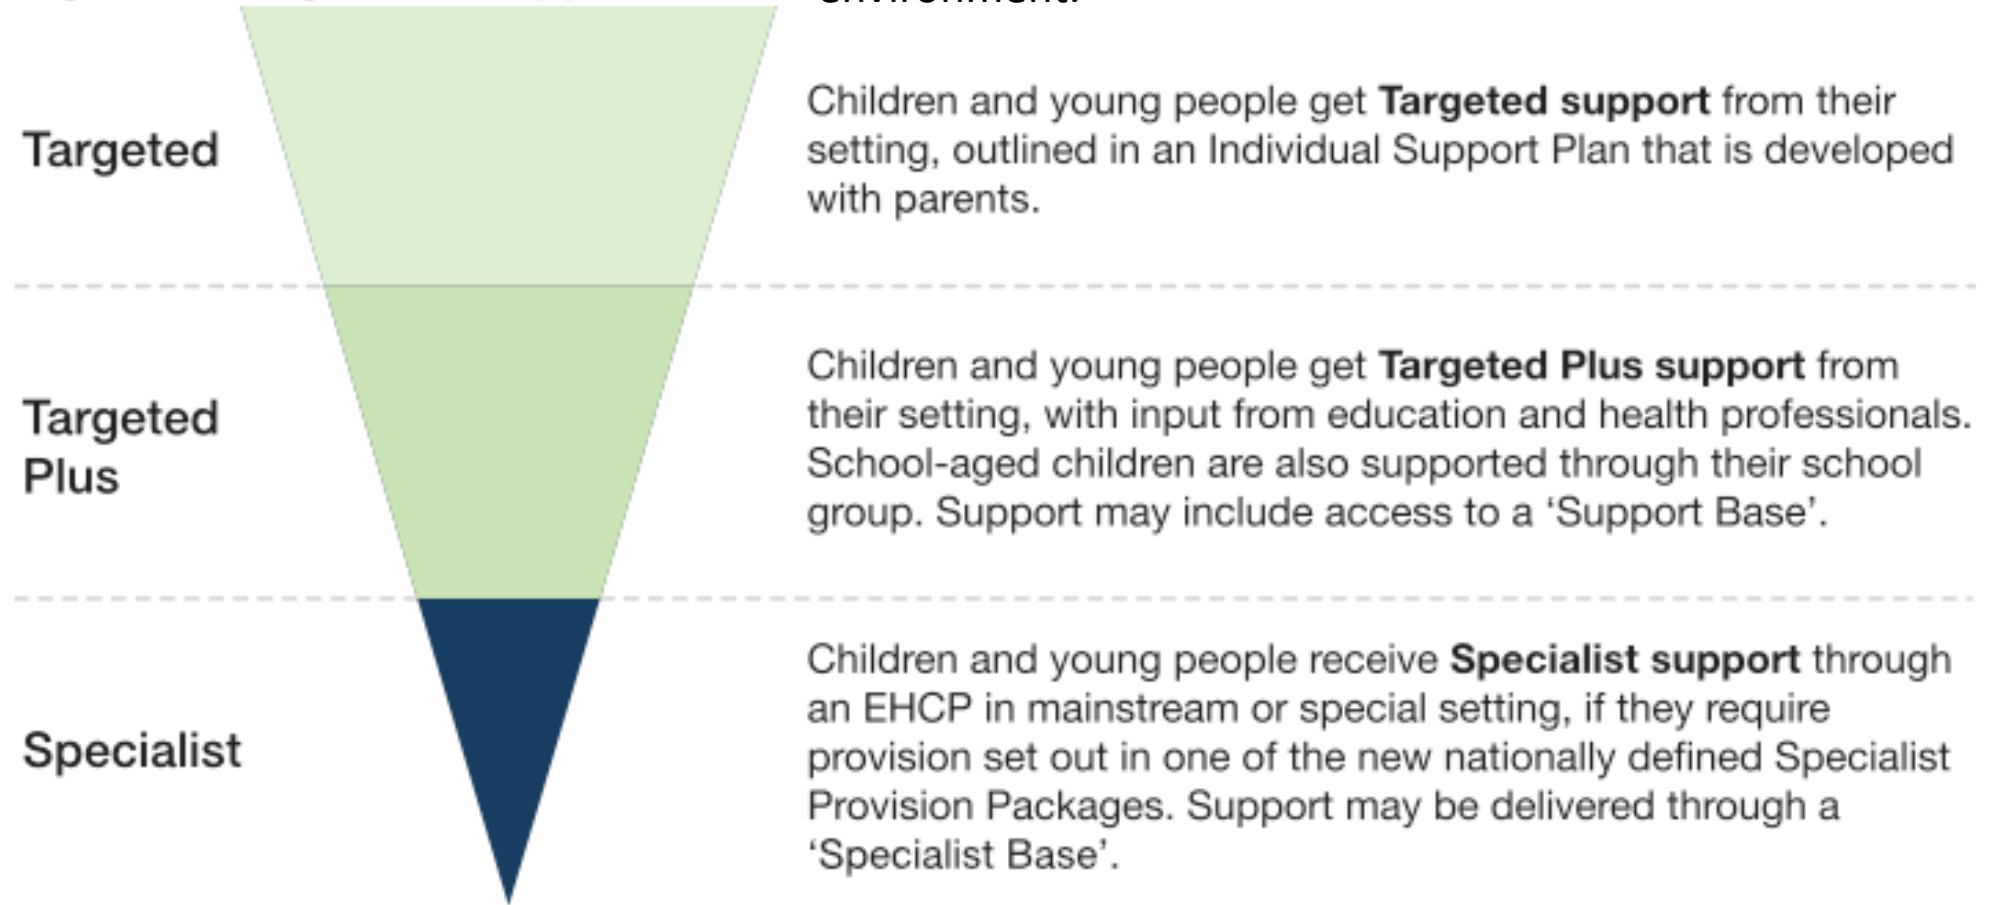 environment.
Targeted
Children and young people get Targeted support from their
setting, outlined in an Individual Support Plan that is developed
with parents.
Targeted
Plus
Children and young people get Targeted Plus support from
their setting, with input from education and health professionals.
School-aged children are also supported through their school
group. Support may include access to a ‘Support Base’.
Specialist
Children and young people receive Specialist support through
an EHCP in mainstream or special setting, if they require
provision set out in one of the new nationally defined Specialist
Provision Packages. Support may be delivered through a
‘Specialist Base’.